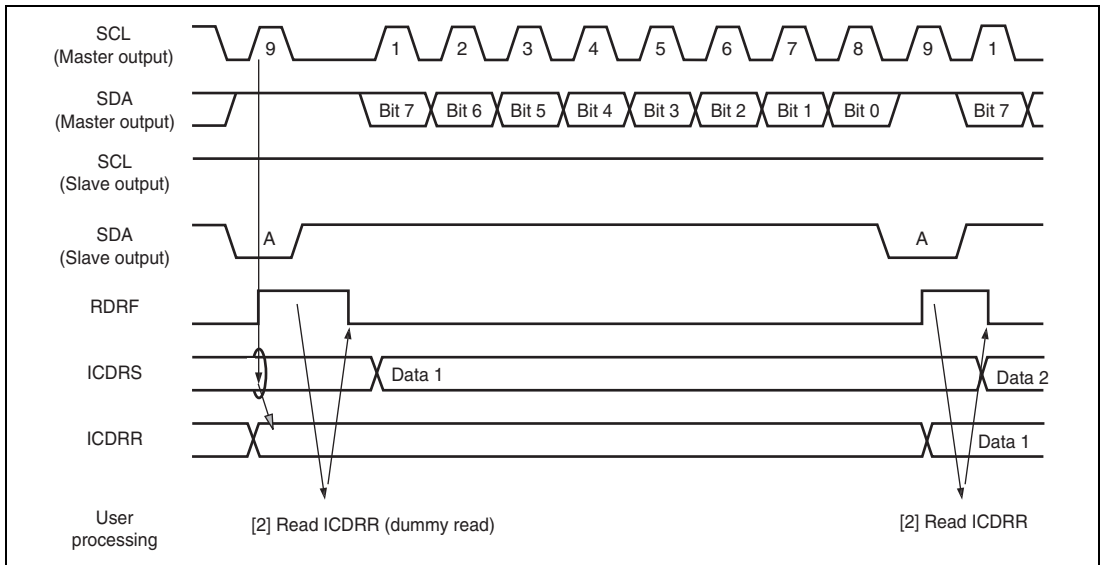 SCL
(Master output)
9 1 2 3 4 5 6 7 8 9 1
SDA
(Master output)
Bit 7 Bit 6 Bit 5 Bit 4 Bit 3 Bit 2 Bit 1 Bit 0 Bit 7
SCL
(Slave output)
SDA
(Slave output)
A A
RDRF
ICDRS
Data 1 Data 2
ICDRR
Data 1
User
processing
[2] Read ICDRR (dummy read) [2] Read ICDRR